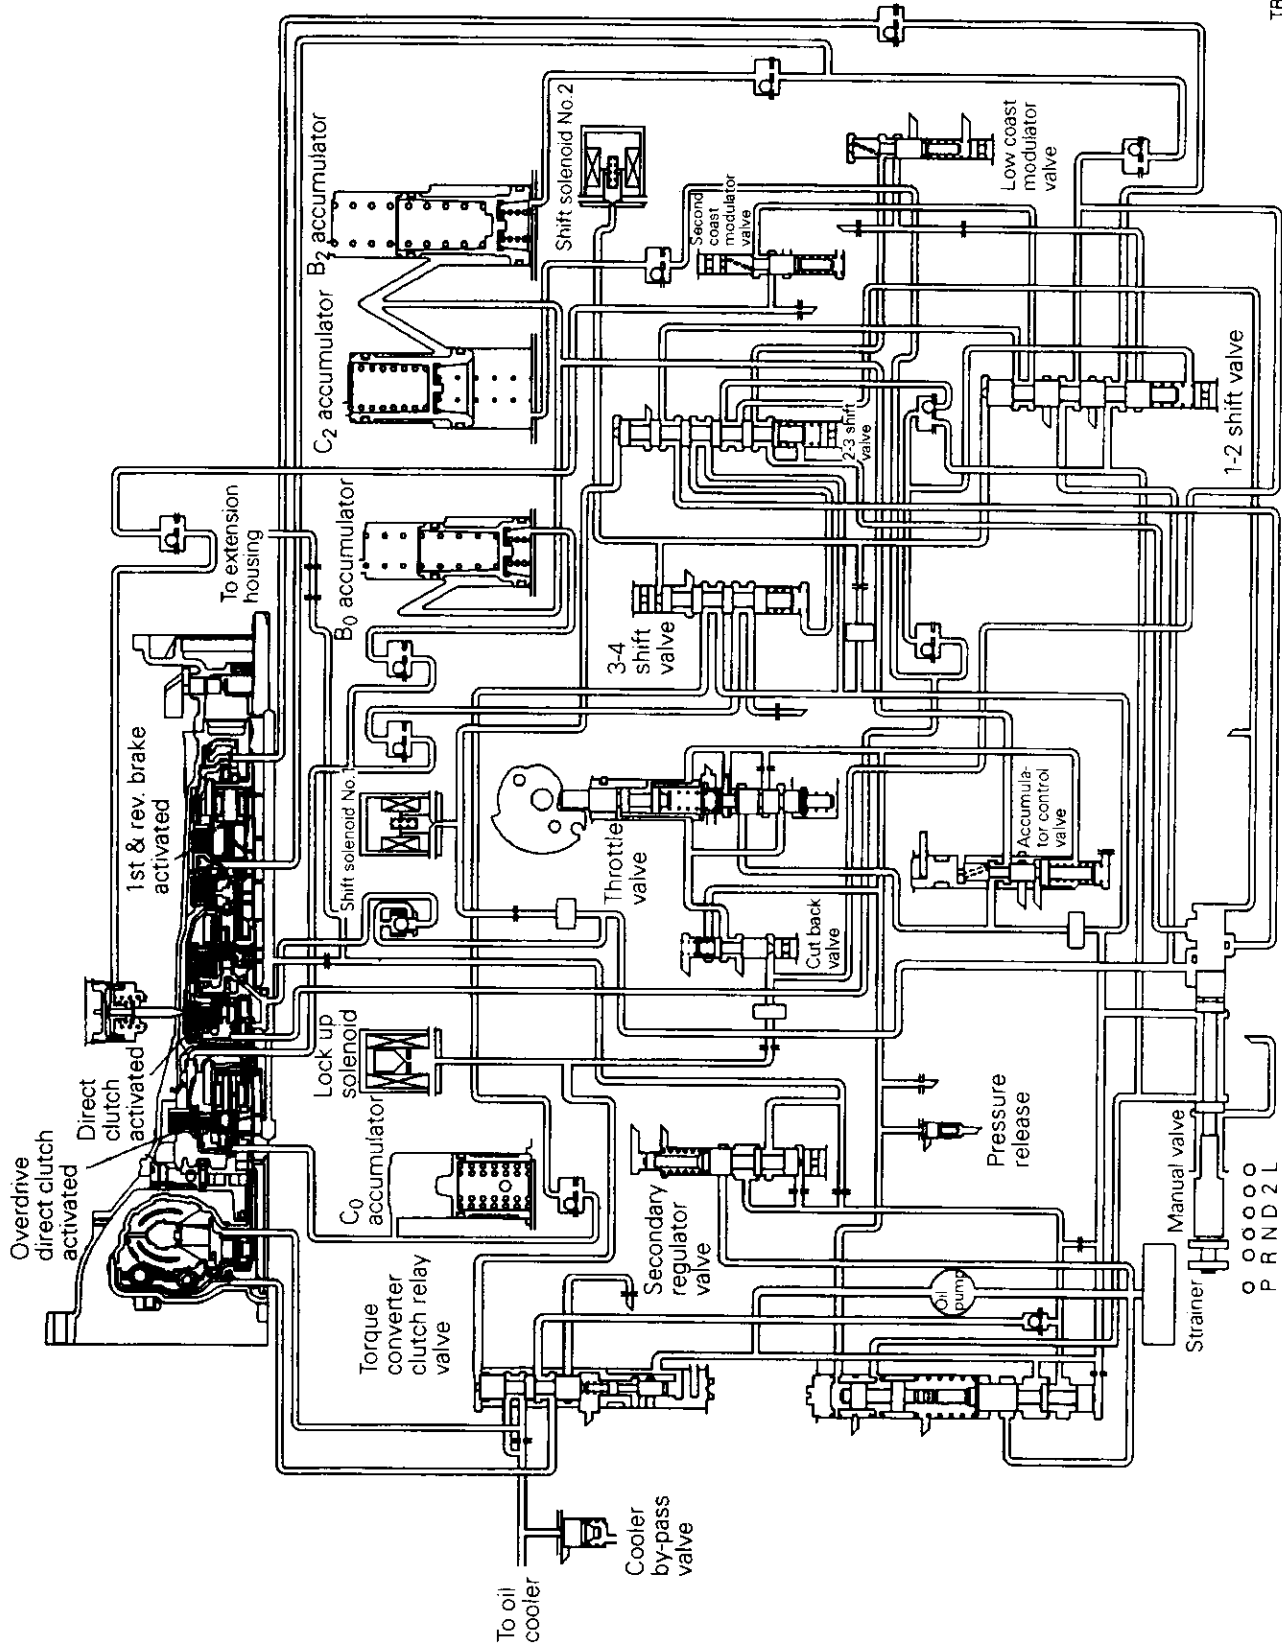 Overdrive
direct clutch
activated
Direct
clutch
activated
1st & rev. brake
activated
To extension
housing
C2 accumulator
B2 accumulator
Shift solenoid No.2
B0 accumulator
Shift solenoid No.1
Lock up
solenoid
C0
accumulator
Torque
converter
clutch relay
valve
To oil
cooler
Cooler
by-pass
valve
Secondary
regulator
valve
Cut back
valve
Throttle
valve
3-4
shift
valve
2-3 shift
valve
Second
coast
modulator
valve
Low coast
modulator
valve
1-2 shift valve
Accumula-
tor control
valve
Pressure
release
Oil
pump
Strainer
Manual valve
P R N D 2 L